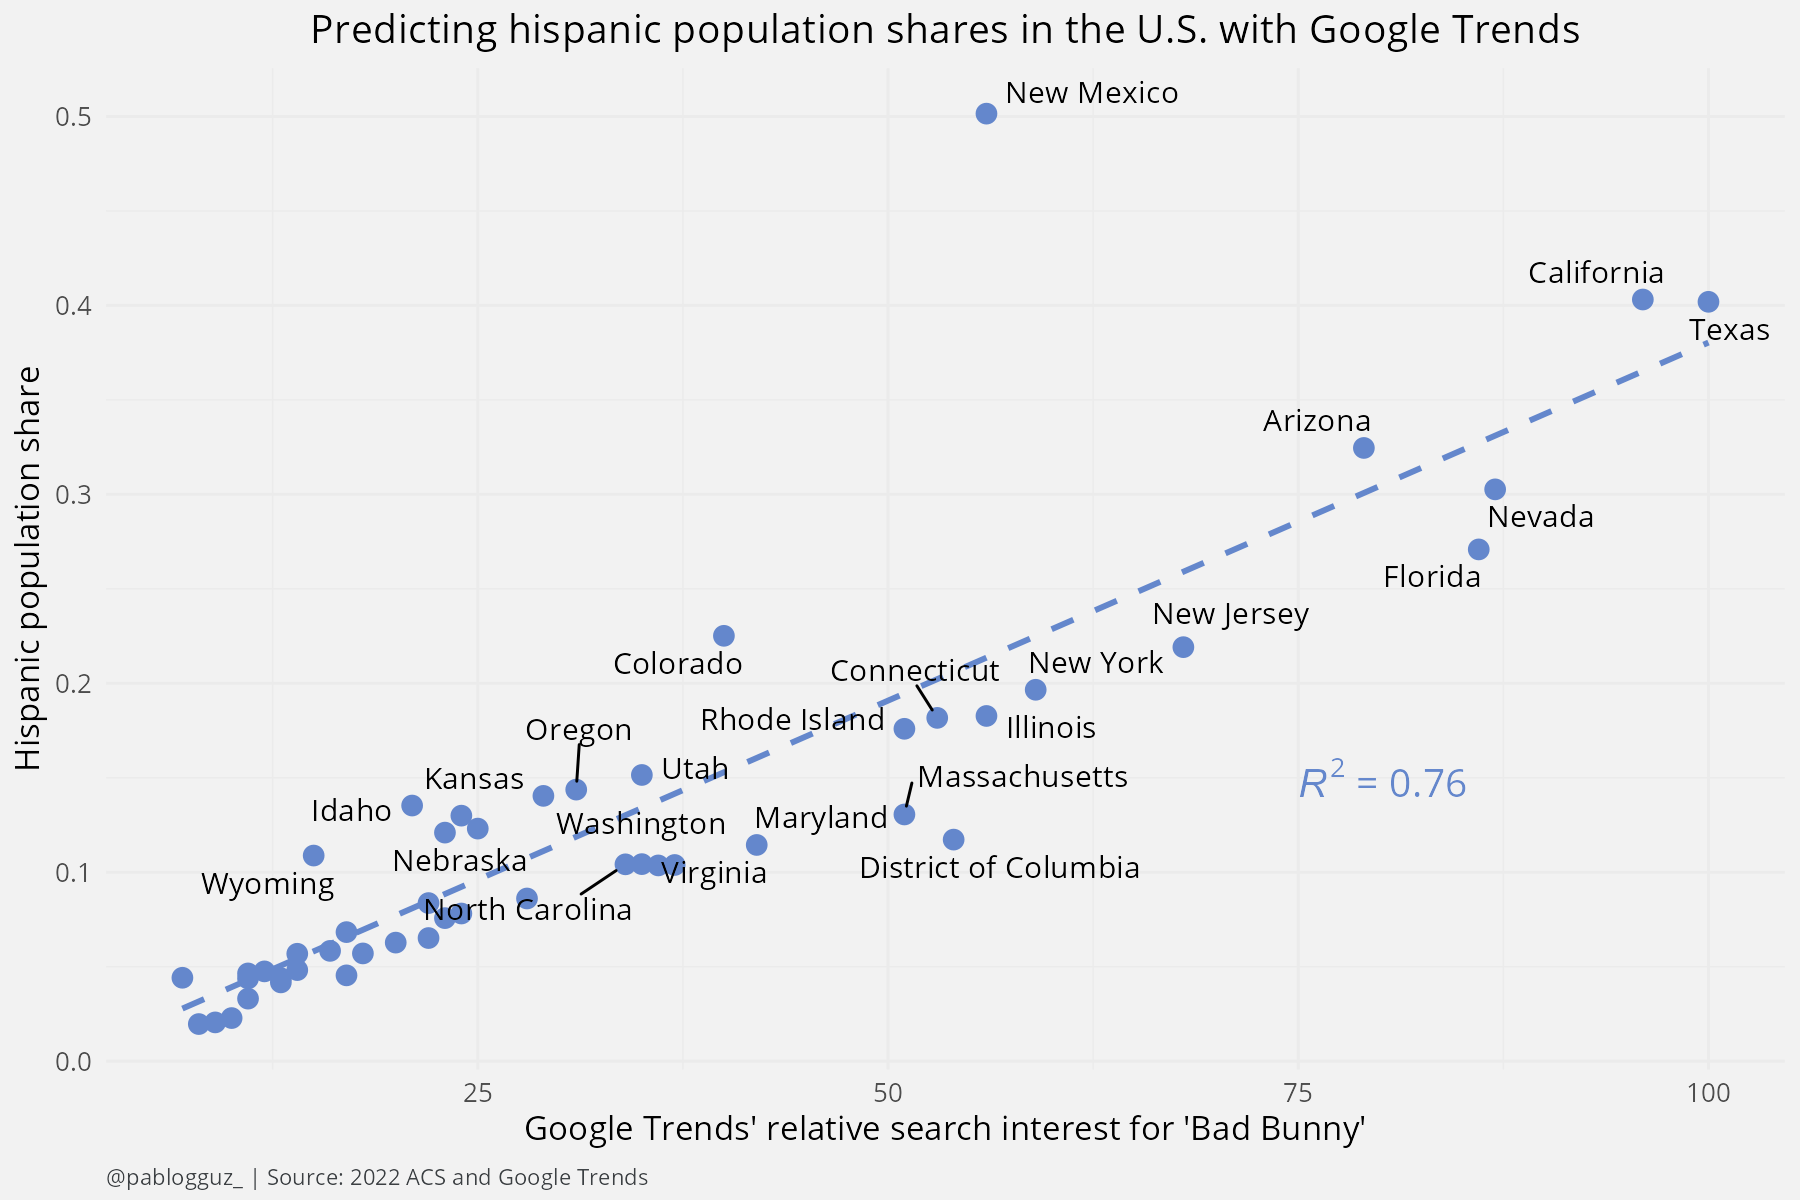 Predicting hispanic population shares in the U.S. with Google Trends
New Mexico
0.5
California
0.4
Texas
Arizona
0.3
Nevada
Florida
New Jersey
Colorado
Connecticut
New York
0.2
Rhode Island
Illinois
Oregon
Utah
Massachusetts
Kansas
R² = 0.76
Idaho
Washington
Maryland
Nebraska
Virginia
District of Columbia
0.1
Wyoming
North Carolina
0.0
Hispanic population share
25
50
75
100
Google Trends' relative search interest for 'Bad Bunny'
@pablogguz_ | Source: 2022 ACS and Google Trends